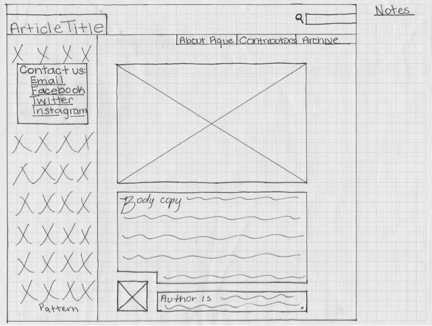 Notes
Article Title
About Aque Contributors Archive
Contact us:
Email
Facebook
Twitter
Instagram
Body copy
Author is
Pattern